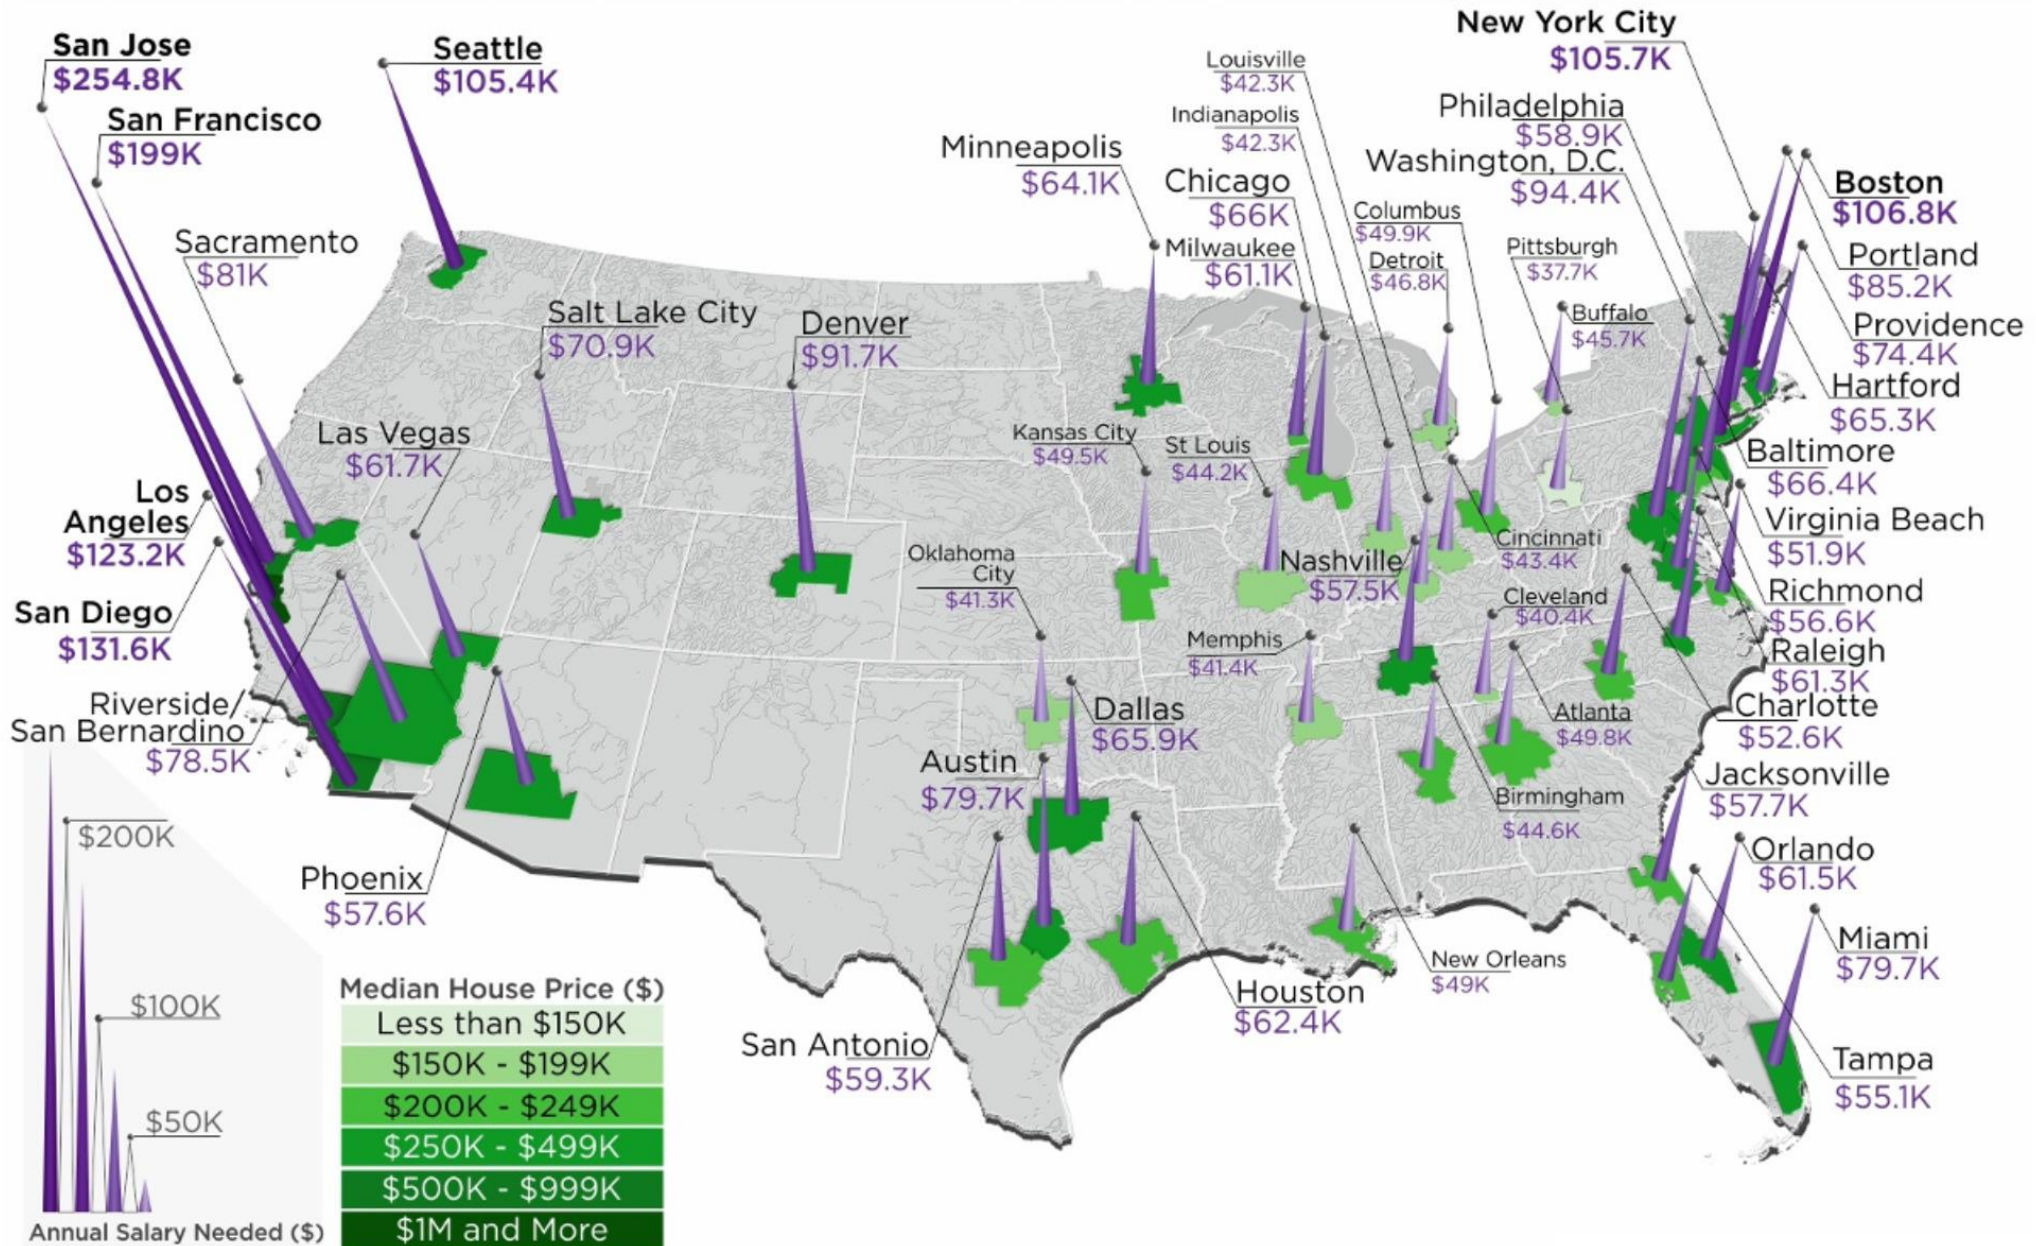 San Jose
$254.8K
San Francisco
$199K
Seattle
$105.4K
Sacramento
$81K
Salt Lake City
$70.9K
Denver
$91.7K
Las Vegas
$61.7K
Los
Angeles
$123.2K
San Diego
$131.6K
Riverside/
San Bernardino
$78.5K
Phoenix
$57.6K
Minneapolis
$64.1K
Louisville
$42.3K
Indianapolis
$42.3K
Chicago
$66K
Milwaukee
$61.1K
Columbus
$49.9K
Detroit
$46.8K
New York City
$105.7K
Philadelphia
$58.9K
Washington, D.C.
$94.4K
Pittsburgh
$37.7K
Buffalo
$45.7K
Boston
$106.8K
Portland
$85.2K
Providence
$74.4K
Hartford
$65.3K
Baltimore
$66.4K
Virginia Beach
$51.9K
Richmond
$56.6K
Raleigh
$61.3K
Charlotte
$52.6K
Jacksonville
$57.7K
Orlando
$61.5K
Miami
$79.7K
Tampa
$55.1K
Kansas City
$49.5K
St Louis
$44.2K
Oklahoma
City
$41.3K
Nashville
$57.5K
Cincinnati
$43.4K
Cleveland
$40.4K
Memphis
$41.4K
Dallas
$65.9K
Austin
$79.7K
Atlanta
$49.8K
Birmingham
$44.6K
New Orleans
$49K
Houston
$62.4K
San Antonio
$59.3K
$200K
$100K
$50K
Annual Salary Needed ($)
Median House Price ($)
Less than $150K
$150K - $199K
$200K - $249K
$250K - $499K
$500K - $999K
$1M and More